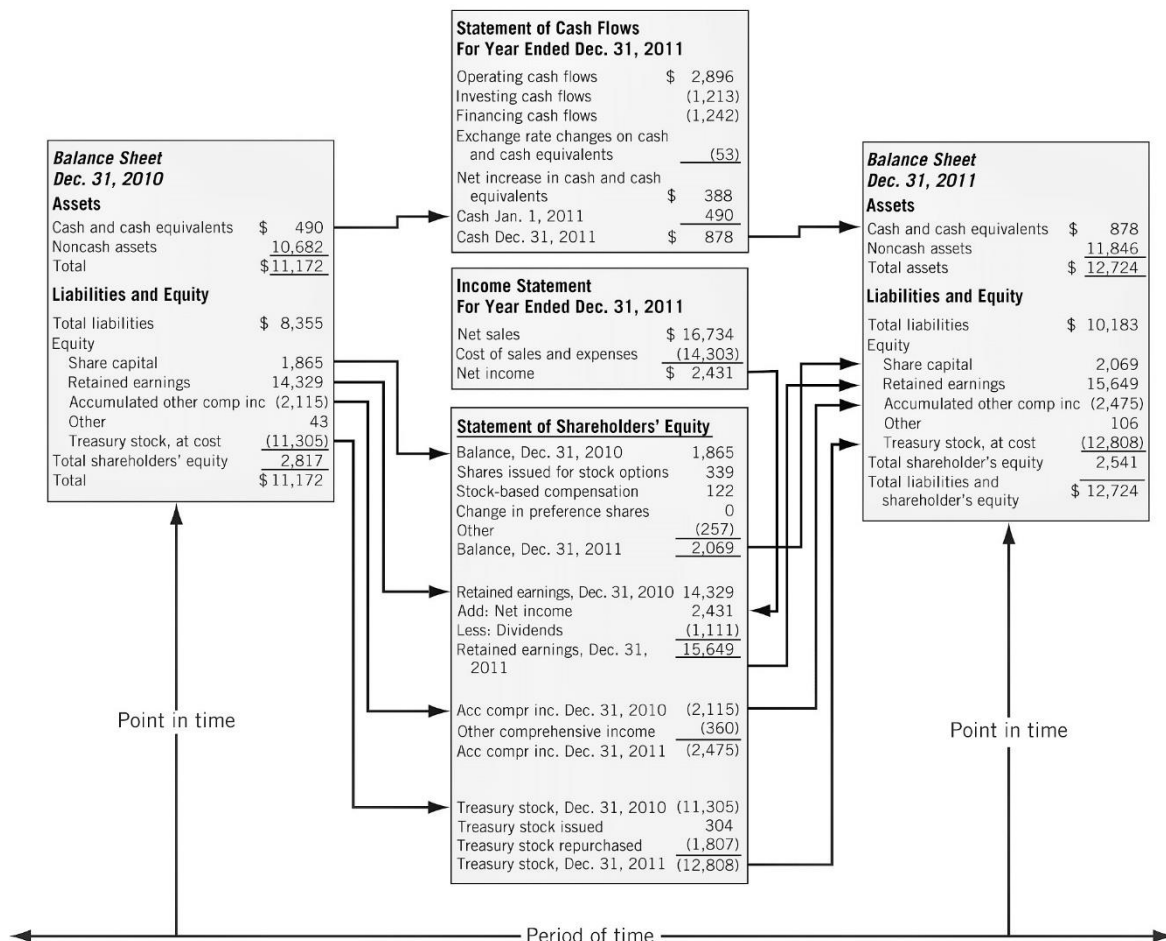 Statement of Cash Flows
For Year Ended Dec. 31, 2011
Operating cash flows $ 2,896
Investing cash flows (1,213)
Financing cash flows (1,242)
Exchange rate changes on cash
and cash equivalents (53)
Net increase in cash and cash
equivalents $ 388
Cash Jan. 1, 2011 490
Cash Dec. 31, 2011 $ 878
Balance Sheet
Dec. 31, 2010
Assets
Cash and cash equivalents $ 490
Noncash assets 10,682
Total $11,172
Liabilities and Equity
Total liabilities $ 8,355
Equity
Share capital 1,865
Retained earnings 14,329
Accumulated other comp inc (2,115)
Other 43
Treasury stock, at cost (11,305)
Total shareholders' equity 2,817
Total $11,172
Income Statement
For Year Ended Dec. 31, 2011
Net sales $ 16,734
Cost of sales and expenses (14,303)
Net income $ 2,431
Statement of Shareholders' Equity
Balance, Dec. 31, 2010 1,865
Shares issued for stock options 339
Stock-based compensation 122
Change in preference shares 0
Other (257)
Balance, Dec. 31, 2011 2,069
Retained earnings, Dec. 31, 2010 14,329
Add: Net income 2,431
Less: Dividends (1,111)
Retained earnings, Dec. 31, 15,649
2011
Acc compr inc. Dec. 31, 2010 (2,115)
Other comprehensive income (360)
Acc compr inc. Dec. 31, 2011 (2,475)
Treasury stock, Dec. 31, 2010 (11,305)
Treasury stock issued 304
Treasury stock repurchased (1,807)
Treasury stock, Dec. 31, 2011 (12,808)
Balance Sheet
Dec. 31, 2011
Assets
Cash and cash equivalents $ 878
Noncash assets 11,846
Total assets $ 12,724
Liabilities and Equity
Total liabilities $ 10,183
Equity
Share capital 2,069
Retained earnings 15,649
Accumulated other comp inc (2,475)
Other 106
Treasury stock, at cost (12,808)
Total shareholder's equity 2,541
Total liabilities and
shareholder's equity $ 12,724
Point in time
Point in time
Period of time